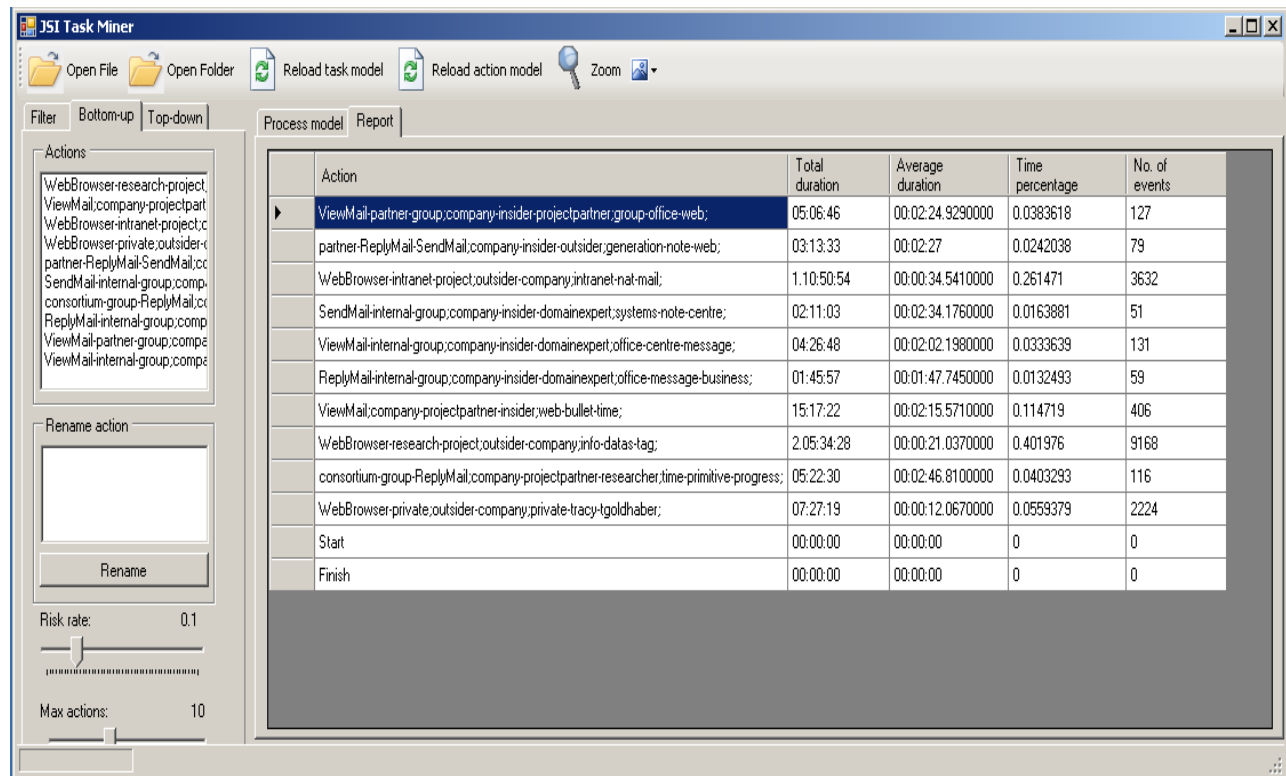 JSI Task Miner
Open File Open Folder Reload task model Reload action model Zoom
Filter Bottom-up Top-down
Actions
WebBrowser-research-project,
ViewMail;company-projectpart
WebBrowser-intranet-project;c
WebBrowser-private;outsider-c
partner-ReplyMail-SendMail;cc
SendMail-internal-group;comp
consortium-group-ReplyMail;cc
ReplyMail-internal-group;comp
ViewMail-partner-group;compa
ViewMail-internal-group;compa
Rename action
Rename
Risk rate: 0.1
Max actions: 10
Process model Report
Action Total duration Average duration Time percentage No. of events
ViewMail-partner-group;company-insider-projectpartner;group-office-web; 05:06:46 00:02:24.9290000 0.0383618 127
partner-ReplyMail-SendMail;company-insider-outsider;generation-note-web; 03:13:33 00:02:27 0.0242038 79
WebBrowser-intranet-project;outsider-company;intranet-nat-mail; 1.10:50:54 00:00:34.5410000 0.261471 3632
SendMail-internal-group;company-insider-domainexpert;systems-note-centre; 02:11:03 00:02:34.1760000 0.0163881 51
ViewMail-internal-group;company-insider-domainexpert;office-centre-message; 04:26:48 00:02:02.1980000 0.0333639 131
ReplyMail-internal-group;company-insider-domainexpert;office-message-business; 01:45:57 00:01:47.7450000 0.0132493 59
ViewMail;company-projectpartner-insider;web-bullet-time; 15:17:22 00:02:15.5710000 0.114719 406
WebBrowser-research-project;outsider-company;info-datas-tag; 2.05:34:28 00:00:21.0370000 0.401976 9168
consortium-group-ReplyMail;company-projectpartner-researcher;time-primitive-progress; 05:22:30 00:02:46.8100000 0.0403293 116
WebBrowser-private;outsider-company;private-tracy-tgoldhaber; 07:27:19 00:00:12.0670000 0.0559379 2224
Start 00:00:00 00:00:00 0 0
Finish 00:00:00 00:00:00 0 0